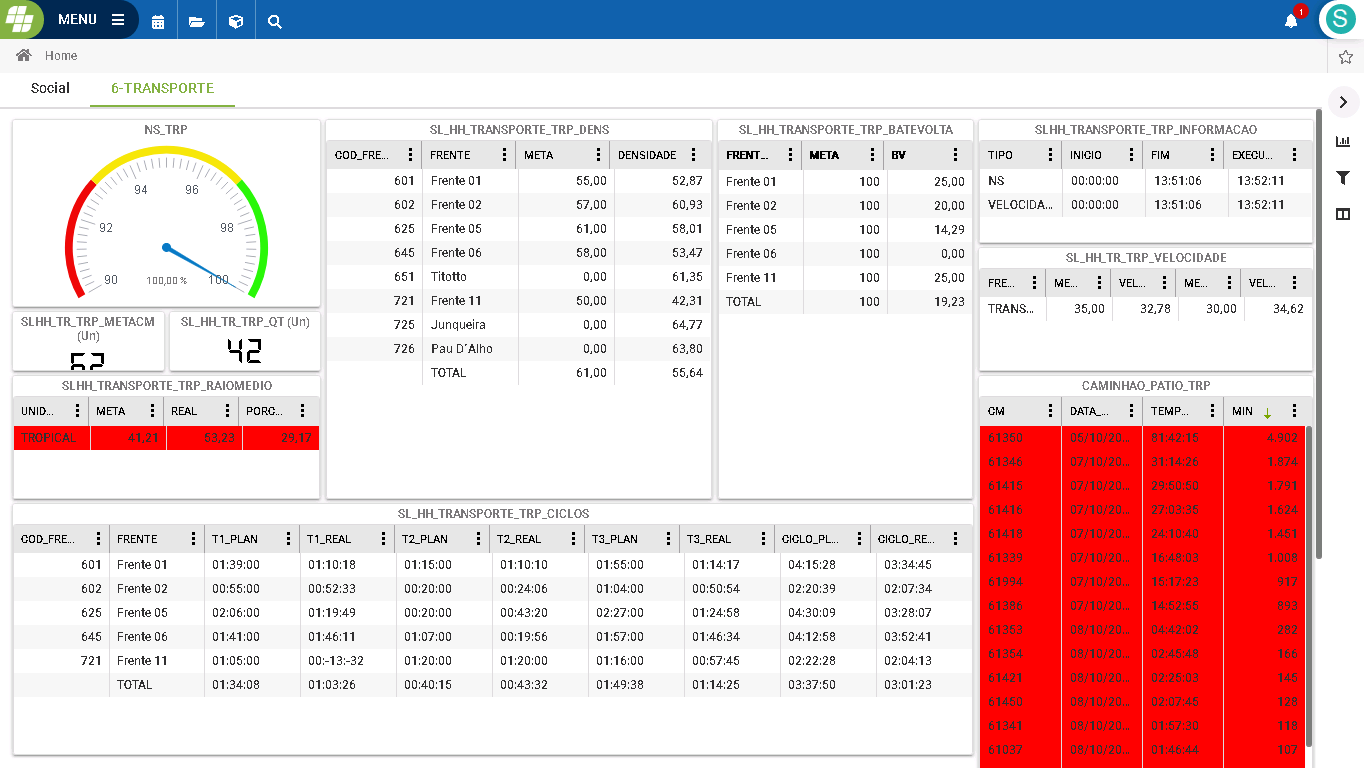 MENU
1
S
Home
Social 6-TRANSPORTE
NS_TRP
90 92 94 96 98 100
100,00 %
SLHH_TR_TRP_METACM (Un)
62
SL_HH_TR_TRP_QT (Un)
42
SLHH_TRANSPORTE_TRP_RAIOMEDIO
UNID... META REAL PORC...
TROPICAL 41,21 53,23 29,17
SL_HH_TRANSPORTE_TRP_DENS
COD_FRE... FRENTE META DENSIDADE
601 Frente 01 55,00 52,87
602 Frente 02 57,00 60,93
625 Frente 05 61,00 58,01
645 Frente 06 58,00 53,47
651 Titotto 0,00 61,35
721 Frente 11 50,00 42,31
725 Junqueira 0,00 64,77
726 Pau D´Alho 0,00 63,80
TOTAL 61,00 55,64
SL_HH_TRANSPORTE_TRP_BATEVOLTA
FRENT... META BV
Frente 01 100 25,00
Frente 02 100 20,00
Frente 05 100 14,29
Frente 06 100 0,00
Frente 11 100 25,00
TOTAL 100 19,23
SLHH_TRANSPORTE_TRP_INFORMACAO
TIPO INICIO FIM EXECU...
NS 00:00:00 13:51:06 13:52:11
VELOCIDA... 00:00:00 13:51:06 13:52:11
SL_HH_TR_TRP_VELOCIDADE
FRE... ME... VEL... ME... VEL...
TRANS... 35,00 32,78 30,00 34,62
SL_HH_TRANSPORTE_TRP_CICLOS
COD_FRE... FRENTE T1_PLAN T1_REAL T2_PLAN T2_REAL T3_PLAN T3_REAL CICLO_PL... CICLO_RE...
601 Frente 01 01:39:00 01:10:18 01:15:00 01:10:10 01:55:00 01:14:17 04:15:28 03:34:45
602 Frente 02 00:55:00 00:52:33 00:20:00 00:24:06 01:04:00 00:50:54 02:20:39 02:07:34
625 Frente 05 02:06:00 01:19:49 00:20:00 00:43:20 02:27:00 01:24:58 04:30:09 03:28:07
645 Frente 06 01:41:00 01:46:11 01:07:00 00:19:56 01:57:00 01:46:34 04:12:58 03:52:41
721 Frente 11 01:05:00 00:-13:-32 01:20:00 01:20:00 01:16:00 00:57:45 02:22:28 02:04:13
TOTAL 01:34:08 01:03:26 00:40:15 00:43:32 01:49:38 01:14:25 03:37:50 03:01:23
CAMINHAO_PATIO_TRP
CM DATA_... TEMP... MIN
61350 05/10/20... 81:42:15 4.902
61346 07/10/20... 31:14:26 1.874
61415 07/10/20... 29:50:50 1.791
61416 07/10/20... 27:03:35 1.624
61418 07/10/20... 24:10:40 1.451
61339 07/10/20... 16:48:03 1.008
61294 07/10/20... 15:17:23 917
61386 07/10/20... 14:52:55 893
61353 08/10/20... 04:42:02 282
61354 08/10/20... 02:45:48 166
61421 08/10/20... 02:25:03 145
61450 08/10/20... 02:07:45 128
61341 08/10/20... 01:57:30 118
61037 08/10/20... 01:46:44 107